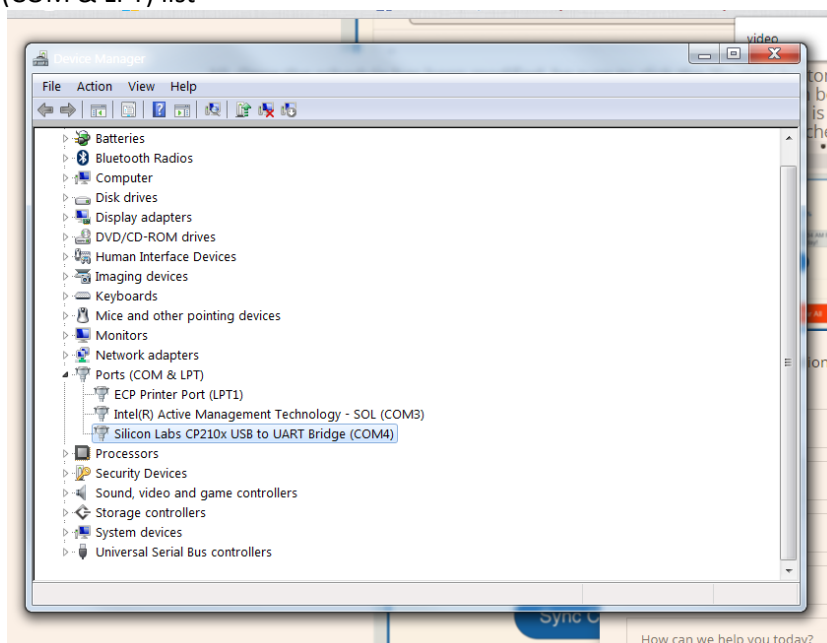 (COM & LPT) list
video
Device Manager
File Action View Help
Batteries
Bluetooth Radios
Computer
Disk drives
Display adapters
DVD/CD-ROM drives
Human Interface Devices
Imaging devices
Keyboards
Mice and other pointing devices
Monitors
Network adapters
Ports (COM & LPT)
ECP Printer Port (LPT1)
Intel(R) Active Management Technology - SOL (COM3)
Silicon Labs CP210x USB to UART Bridge (COM4)
Processors
Security Devices
Sound, video and game controllers
Storage controllers
System devices
Universal Serial Bus controllers
Sync C
How can we help you today?